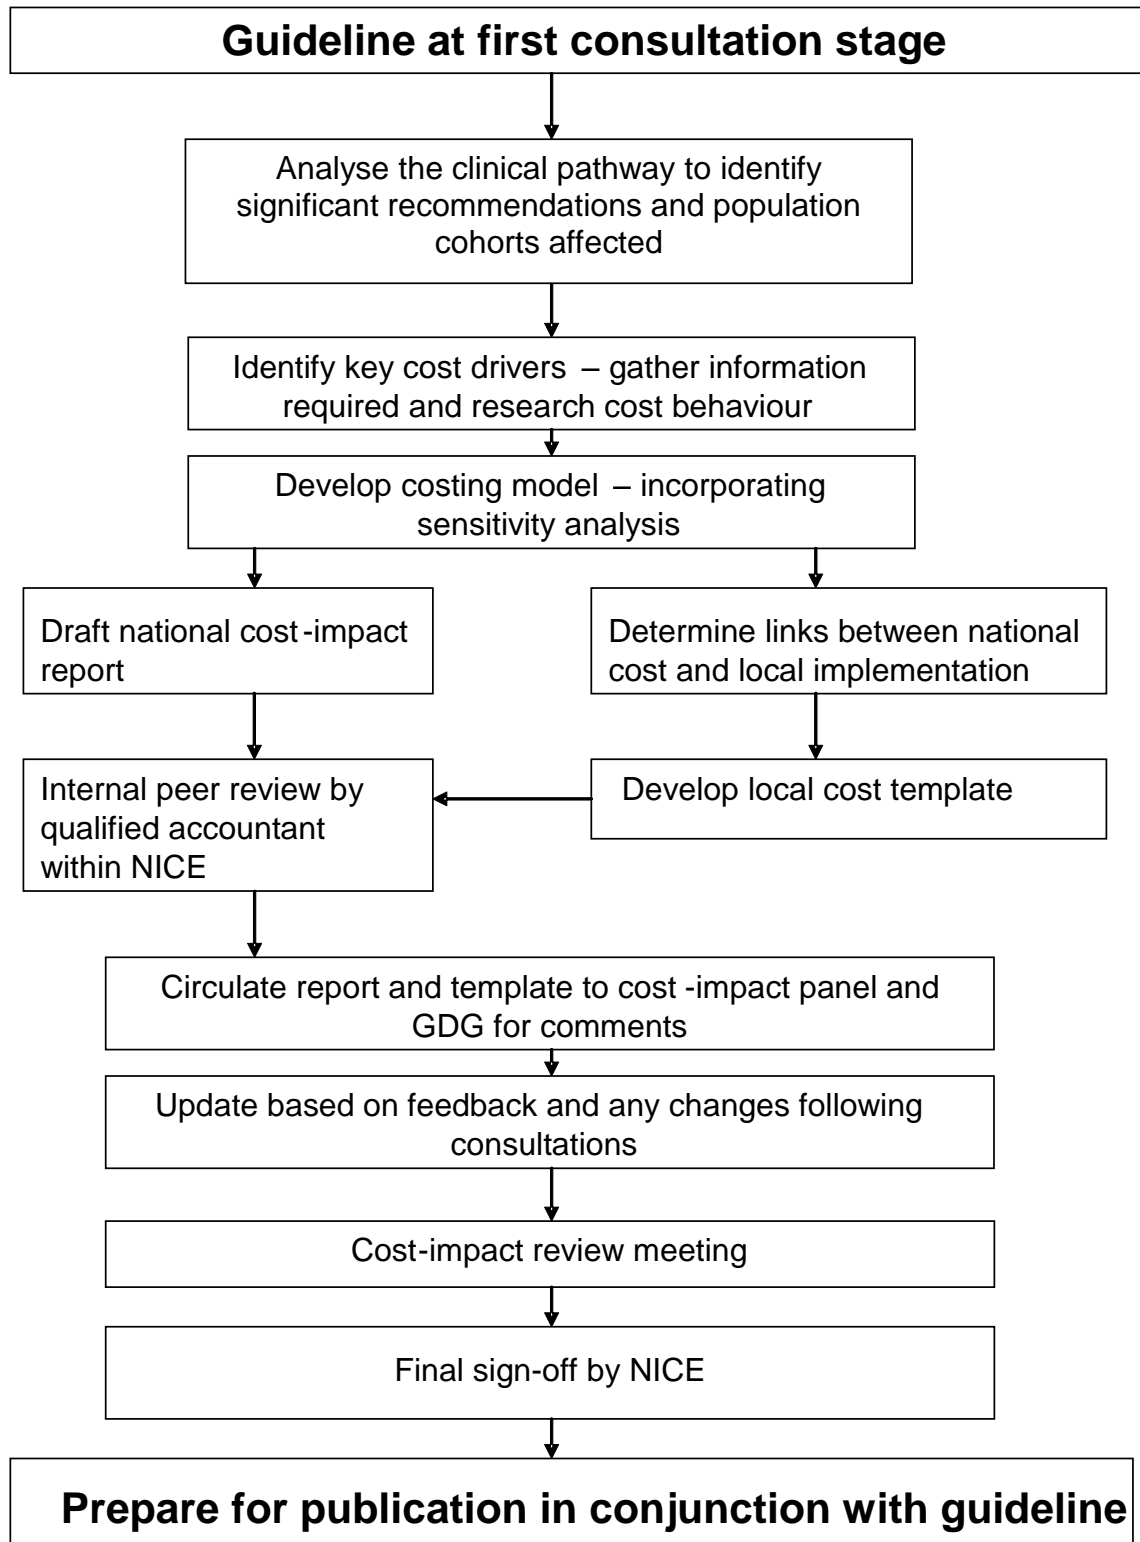 Guideline at first consultation stage
Analyse the clinical pathway to identify
significant recommendations and population
cohorts affected
Identify key cost drivers – gather information
required and research cost behaviour
Develop costing model – incorporating
sensitivity analysis
Draft national cost-impact
report
Determine links between national
cost and local implementation
Internal peer review by
qualified accountant
within NICE
Develop local cost template
Circulate report and template to cost-impact panel and
GDG for comments
Update based on feedback and any changes following
consultations
Cost-impact review meeting
Final sign-off by NICE
Prepare for publication in conjunction with guideline